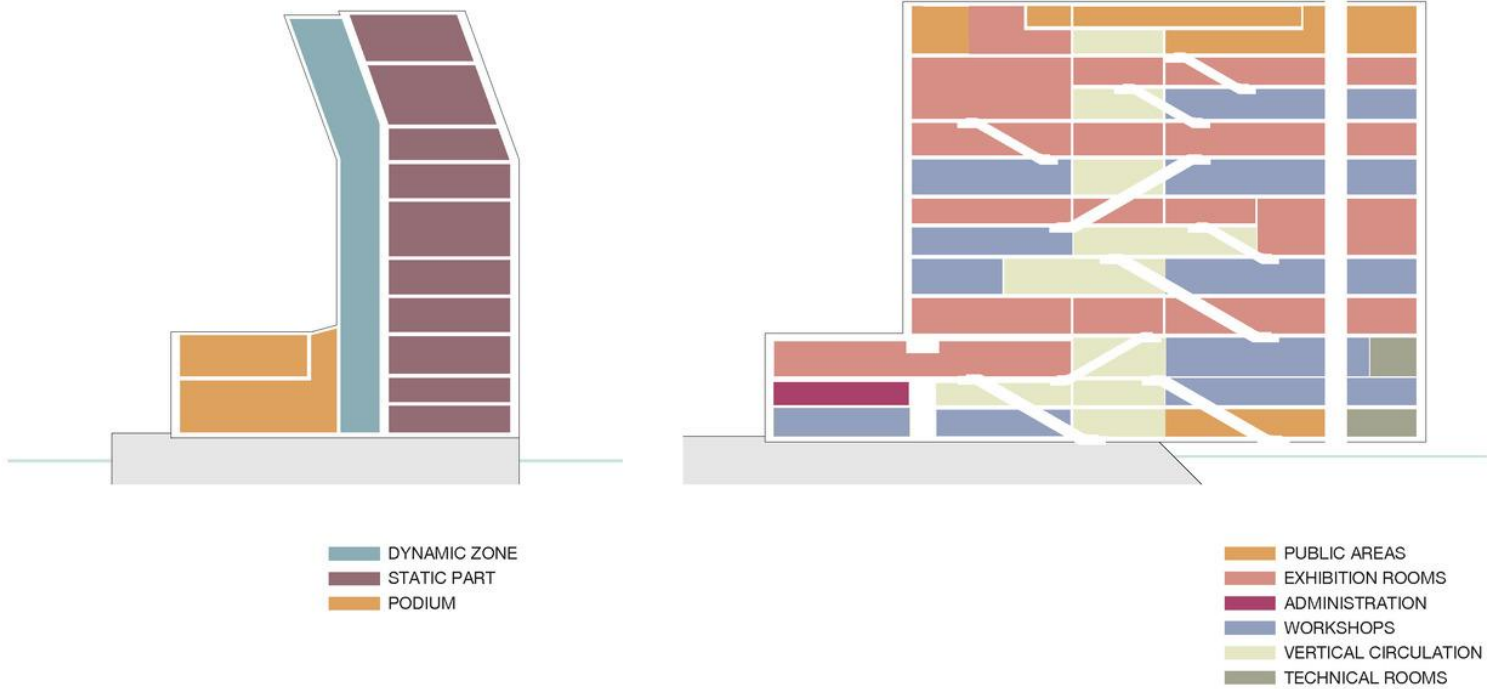 DYNAMIC ZONE
STATIC PART
PODIUM
PUBLIC AREAS
EXHIBITION ROOMS
ADMINISTRATION
WORKSHOPS
VERTICAL CIRCULATION
TECHNICAL ROOMS